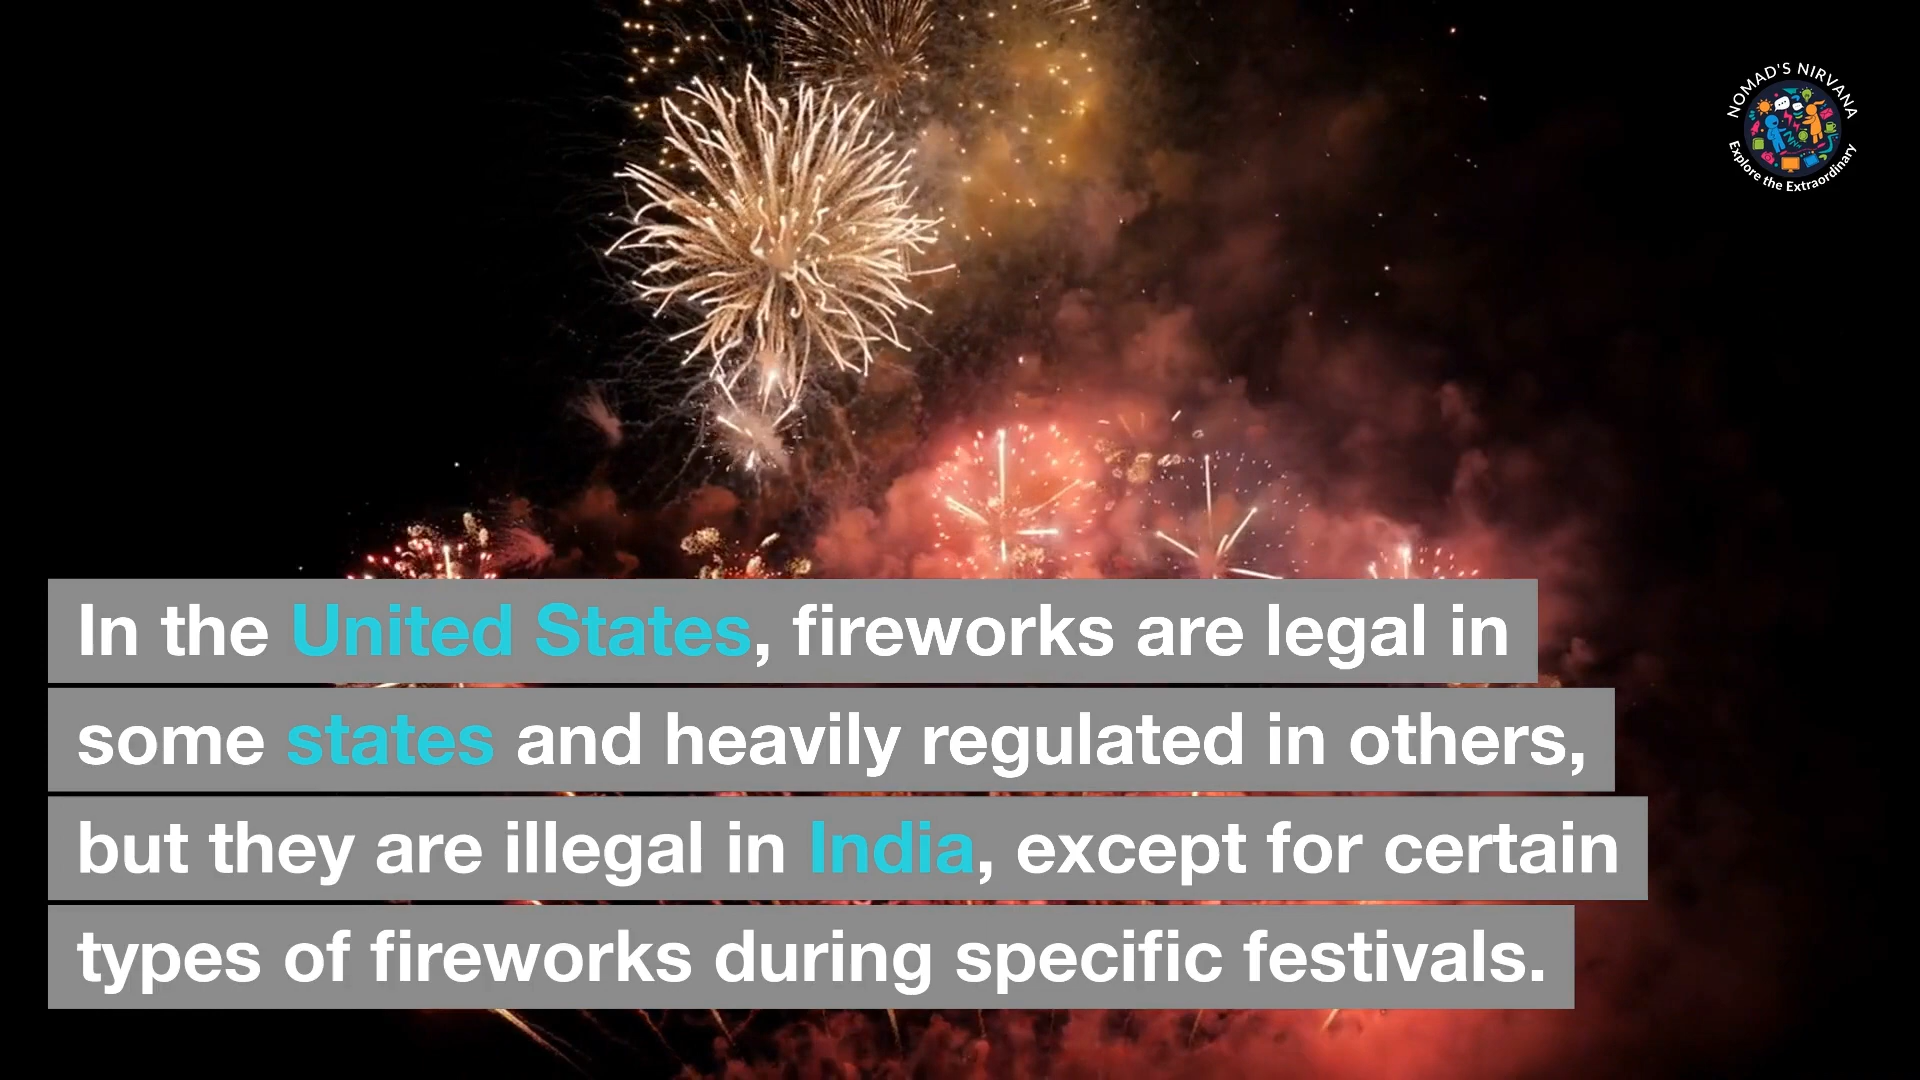 NOMAD'S NIRVANA
Explore the Extraordinary
In the United States, fireworks are legal in
some states and heavily regulated in others,
but they are illegal in India, except for certain
types of fireworks during specific festivals.